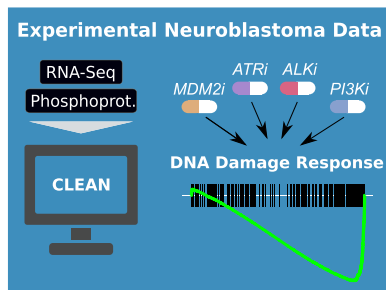 Experimental Neuroblastoma Data
RNA-Seq
Phosphoprot.
CLEAN
MDM2i
ATRi
ALKi
PI3Ki
DNA Damage Response